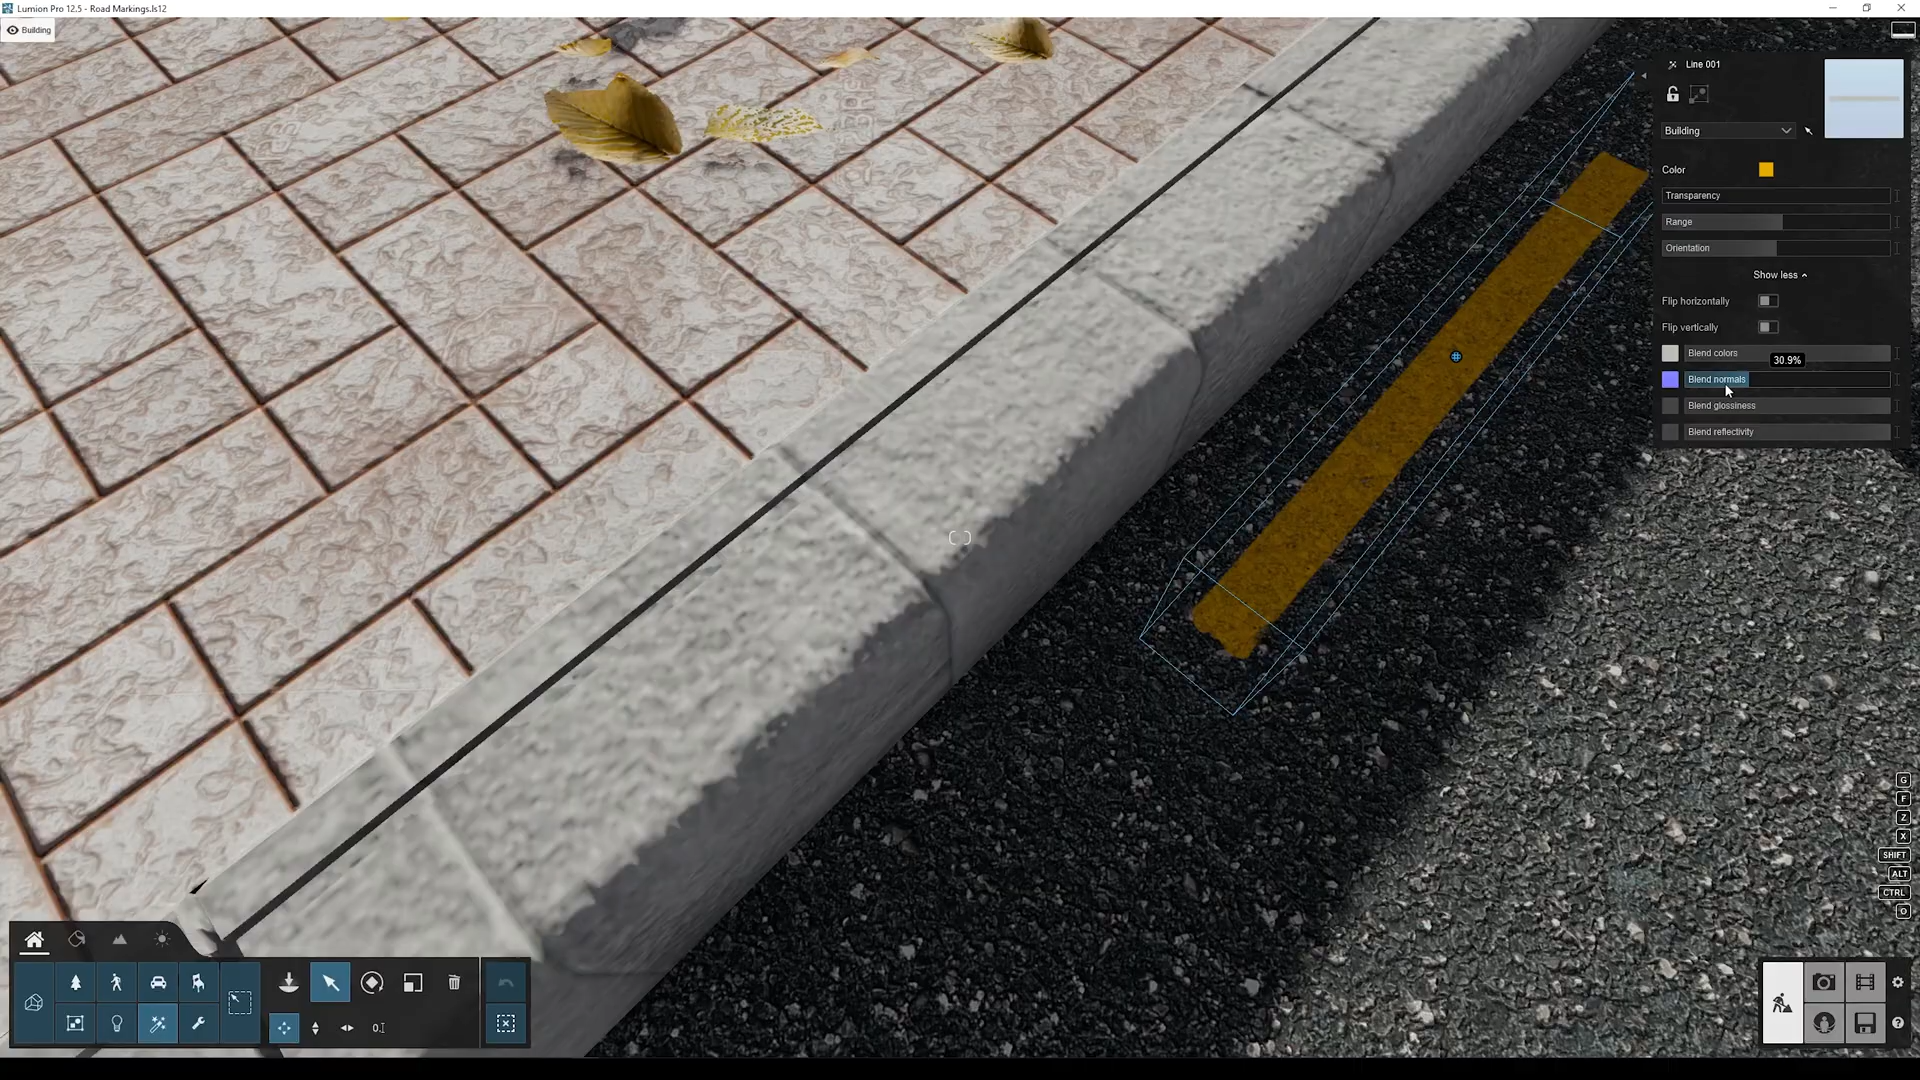 Lumion Pro 12.5 - Road Markings.ls12
Building
Line 001
Building
Color
Transparency
Range
Orientation
Show less
Flip horizontally
Flip vertically
Blend colors
30.9%
Blend normals
Blend glossiness
Blend reflectivity
G
F
Z
X
SHIFT
ALT
CTRL
O
?